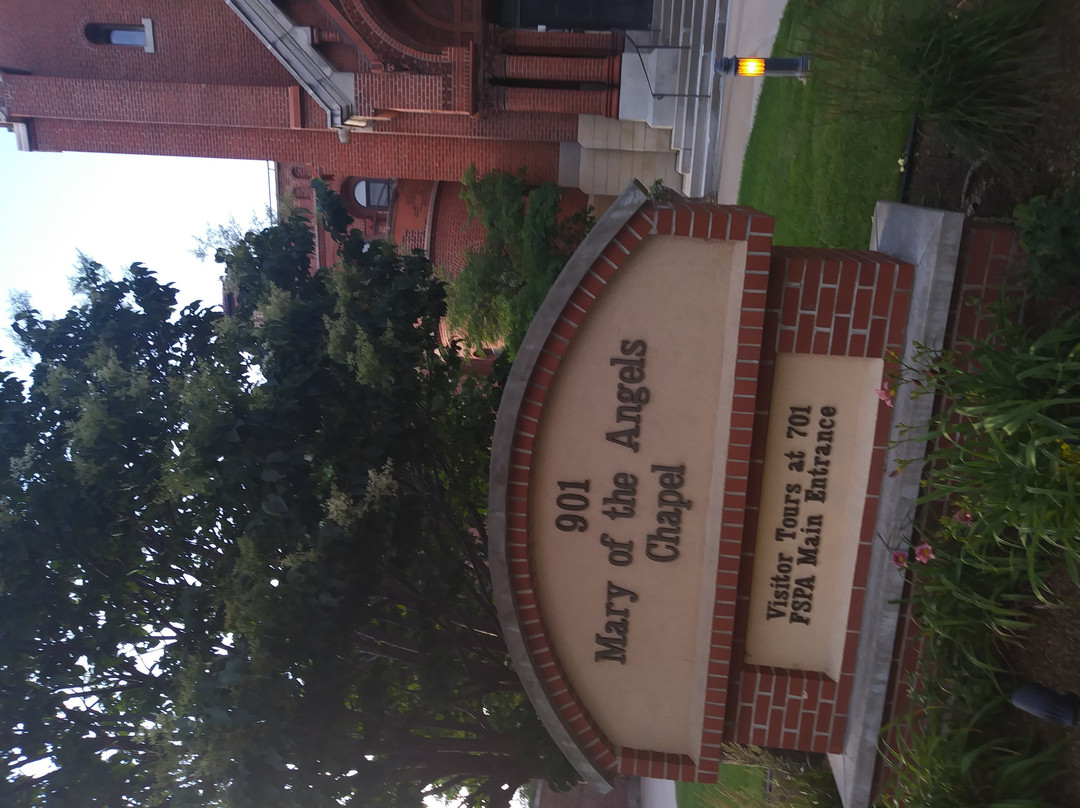 901
Mary of the Angels
Chapel
Visitor Tours at 701
FSPA Main Entrance